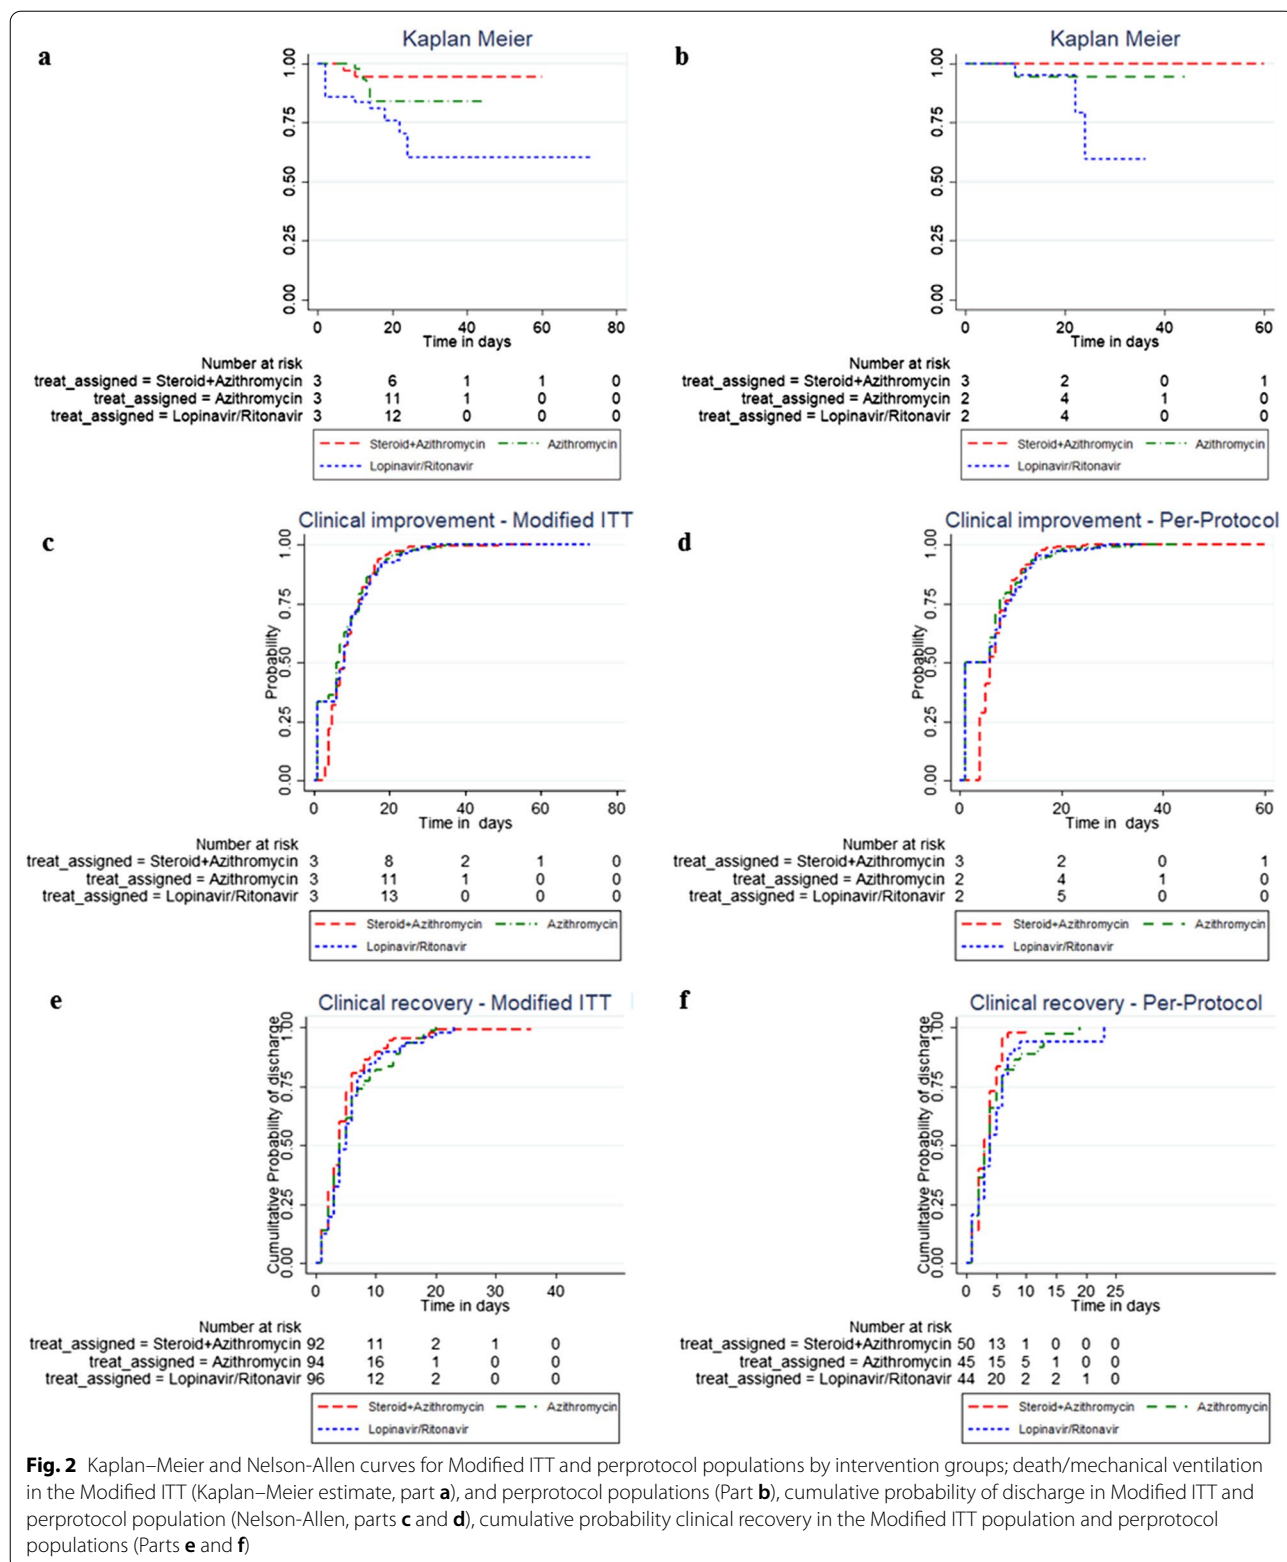 a
Kaplan Meier
1.00
0.75
0.50
0.25
0.00
0 20 40 60 80
Time in days
Number at risk
treat_assigned = Steroid+Azithromycin 3 6 1 1 0
treat_assigned = Azithromycin 3 11 1 0 0
treat_assigned = Lopinavir/Ritonavir 3 12 0 0 0
Steroid+Azithromycin Azithromycin
Lopinavir/Ritonavir
b
Kaplan Meier
1.00
0.75
0.50
0.25
0.00
0 20 40 60
Time in days
Number at risk
treat_assigned = Steroid+Azithromycin 3 2 0 1
treat_assigned = Azithromycin 2 4 1 0
treat_assigned = Lopinavir/Ritonavir 2 4 0 0
Steroid+Azithromycin Azithromycin
Lopinavir/Ritonavir
c
Clinical improvement - Modified ITT
Probability
1.00
0.75
0.50
0.25
0.00
0 20 40 60 80
Time in days
Number at risk
treat_assigned = Steroid+Azithromycin 3 8 2 1 0
treat_assigned = Azithromycin 3 11 1 0 0
treat_assigned = Lopinavir/Ritonavir 3 13 0 0 0
Steroid+Azithromycin Azithromycin
Lopinavir/Ritonavir
d
Clinical improvement - Per-Protocol
Probability
1.00
0.75
0.50
0.25
0.00
0 20 40 60
Time in days
Number at risk
treat_assigned = Steroid+Azithromycin 3 2 0 1
treat_assigned = Azithromycin 2 4 1 0
treat_assigned = Lopinavir/Ritonavir 2 5 0 0
Steroid+Azithromycin Azithromycin
Lopinavir/Ritonavir
e
Clinical recovery - Modified ITT
Cumulitative Probability of discharge
1.00
0.75
0.50
0.25
0.00
0 10 20 30 40
Time in days
Number at risk
treat_assigned = Steroid+Azithromycin 92 11 2 1 0
treat_assigned = Azithromycin 94 16 1 0 0
treat_assigned = Lopinavir/Ritonavir 96 12 2 0 0
Steroid+Azithromycin Azithromycin
Lopinavir/Ritonavir
f
Clinical recovery - Per-Protocol
Cumulitative Probability of discharge
1.00
0.75
0.50
0.25
0.00
0 5 10 15 20 25
Time in days
Number at risk
treat_assigned = Steroid+Azithromycin 50 13 1 0 0 0
treat_assigned = Azithromycin 45 15 5 1 0 0
treat_assigned = Lopinavir/Ritonavir 44 20 2 2 1 0
Steroid+Azithromycin Azithromycin
Lopinavir/Ritonavir
Fig. 2 Kaplan–Meier and Nelson-Allen curves for Modified ITT and perprotocol populations by intervention groups; death/mechanical ventilation
in the Modified ITT (Kaplan–Meier estimate, part a), and perprotocol populations (Part b), cumulative probability of discharge in Modified ITT and
perprotocol population (Nelson-Allen, parts c and d), cumulative probability clinical recovery in the Modified ITT population and perprotocol
populations (Parts e and f)